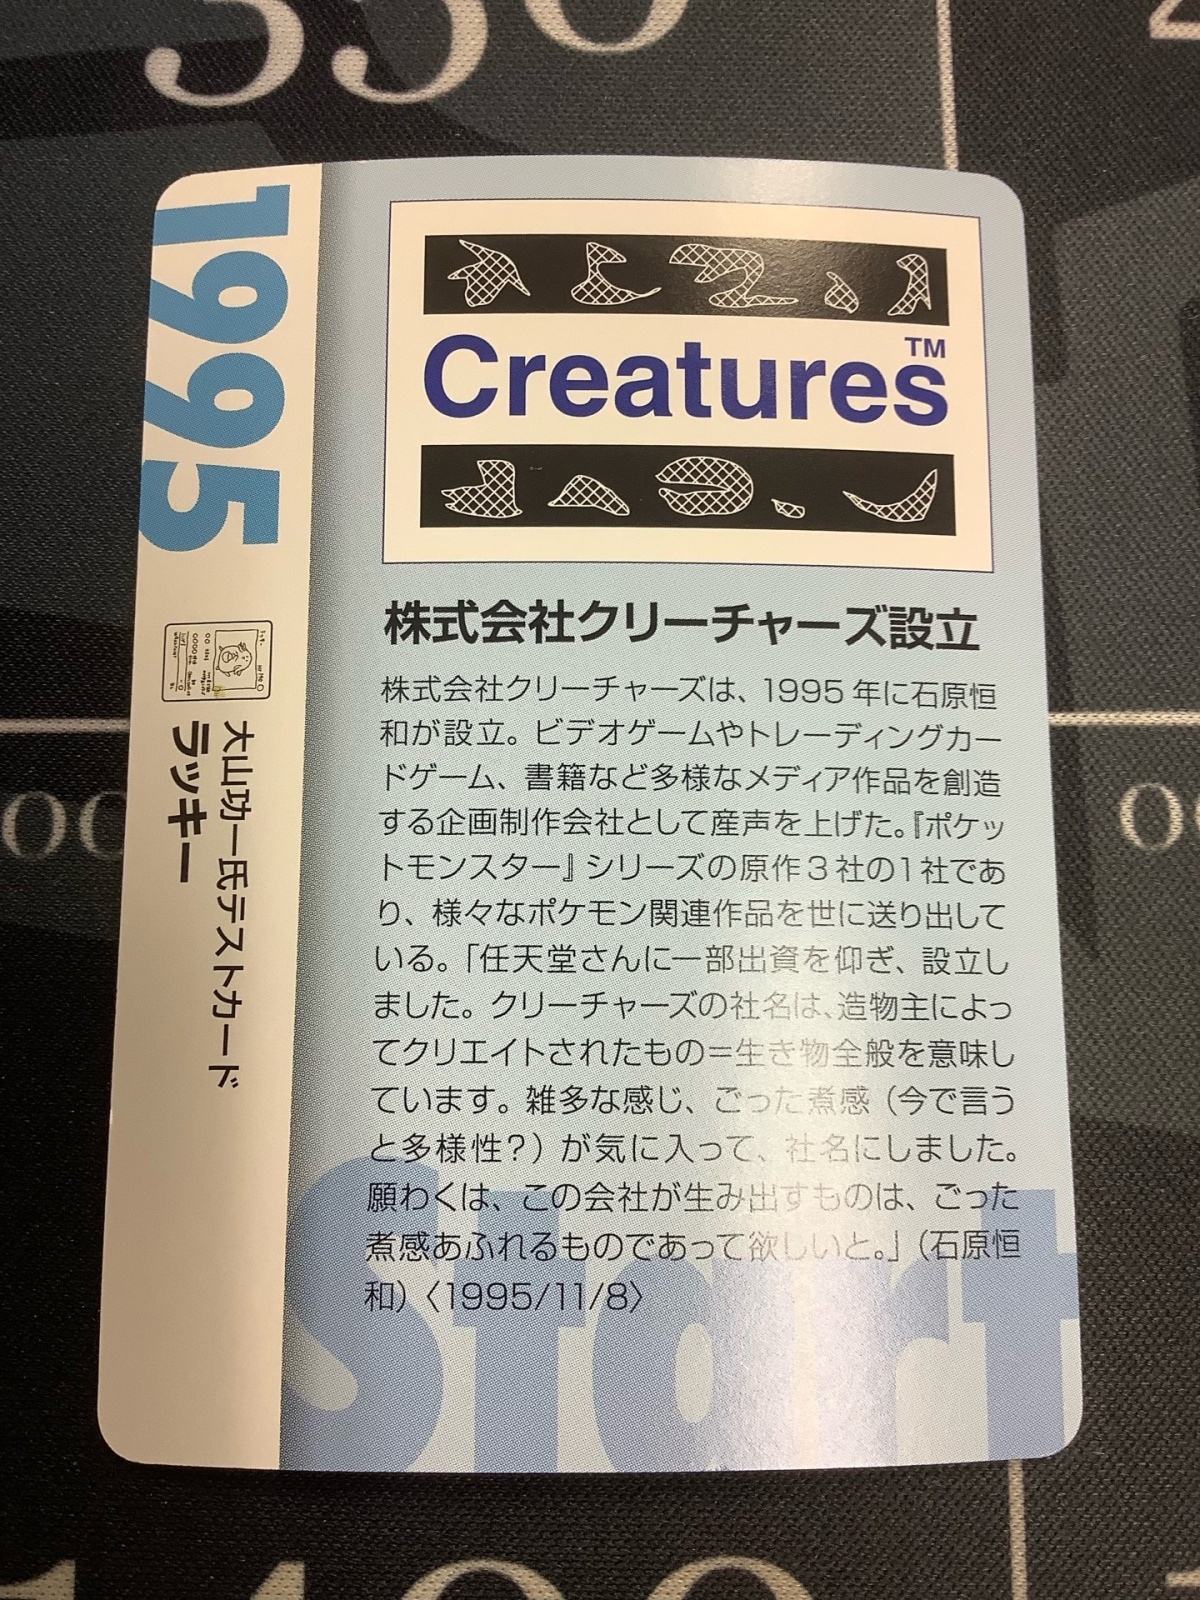 1995
大山功一氏テストカード
ラッキー
Creatures™
株式会社クリーチャーズ設立
株式会社クリーチャーズは、1995年に石原恒
和が設立。ビデオゲームやトレーディングカー
ドゲーム、書籍など多様なメディア作品を創造
する企画制作会社として産声を上げた。『ポケッ
トモンスター』シリーズの原作3社の1社であ
り、様々なポケモン関連作品を世に送り出して
いる。「任天堂さんに一部出資を仰ぎ、設立し
ました。クリーチャーズの社名は、造物主によっ
てクリエイトされたもの=生き物全般を意味し
ています。雑多な感じ、ごった煮感（今で言う
と多様性？）が気に入って、社名にしました。
願わくは、この会社が生み出すものは、ごった
煮感あふれるものであって欲しいと。」（石原恒
和）〈1995/11/8〉
Start